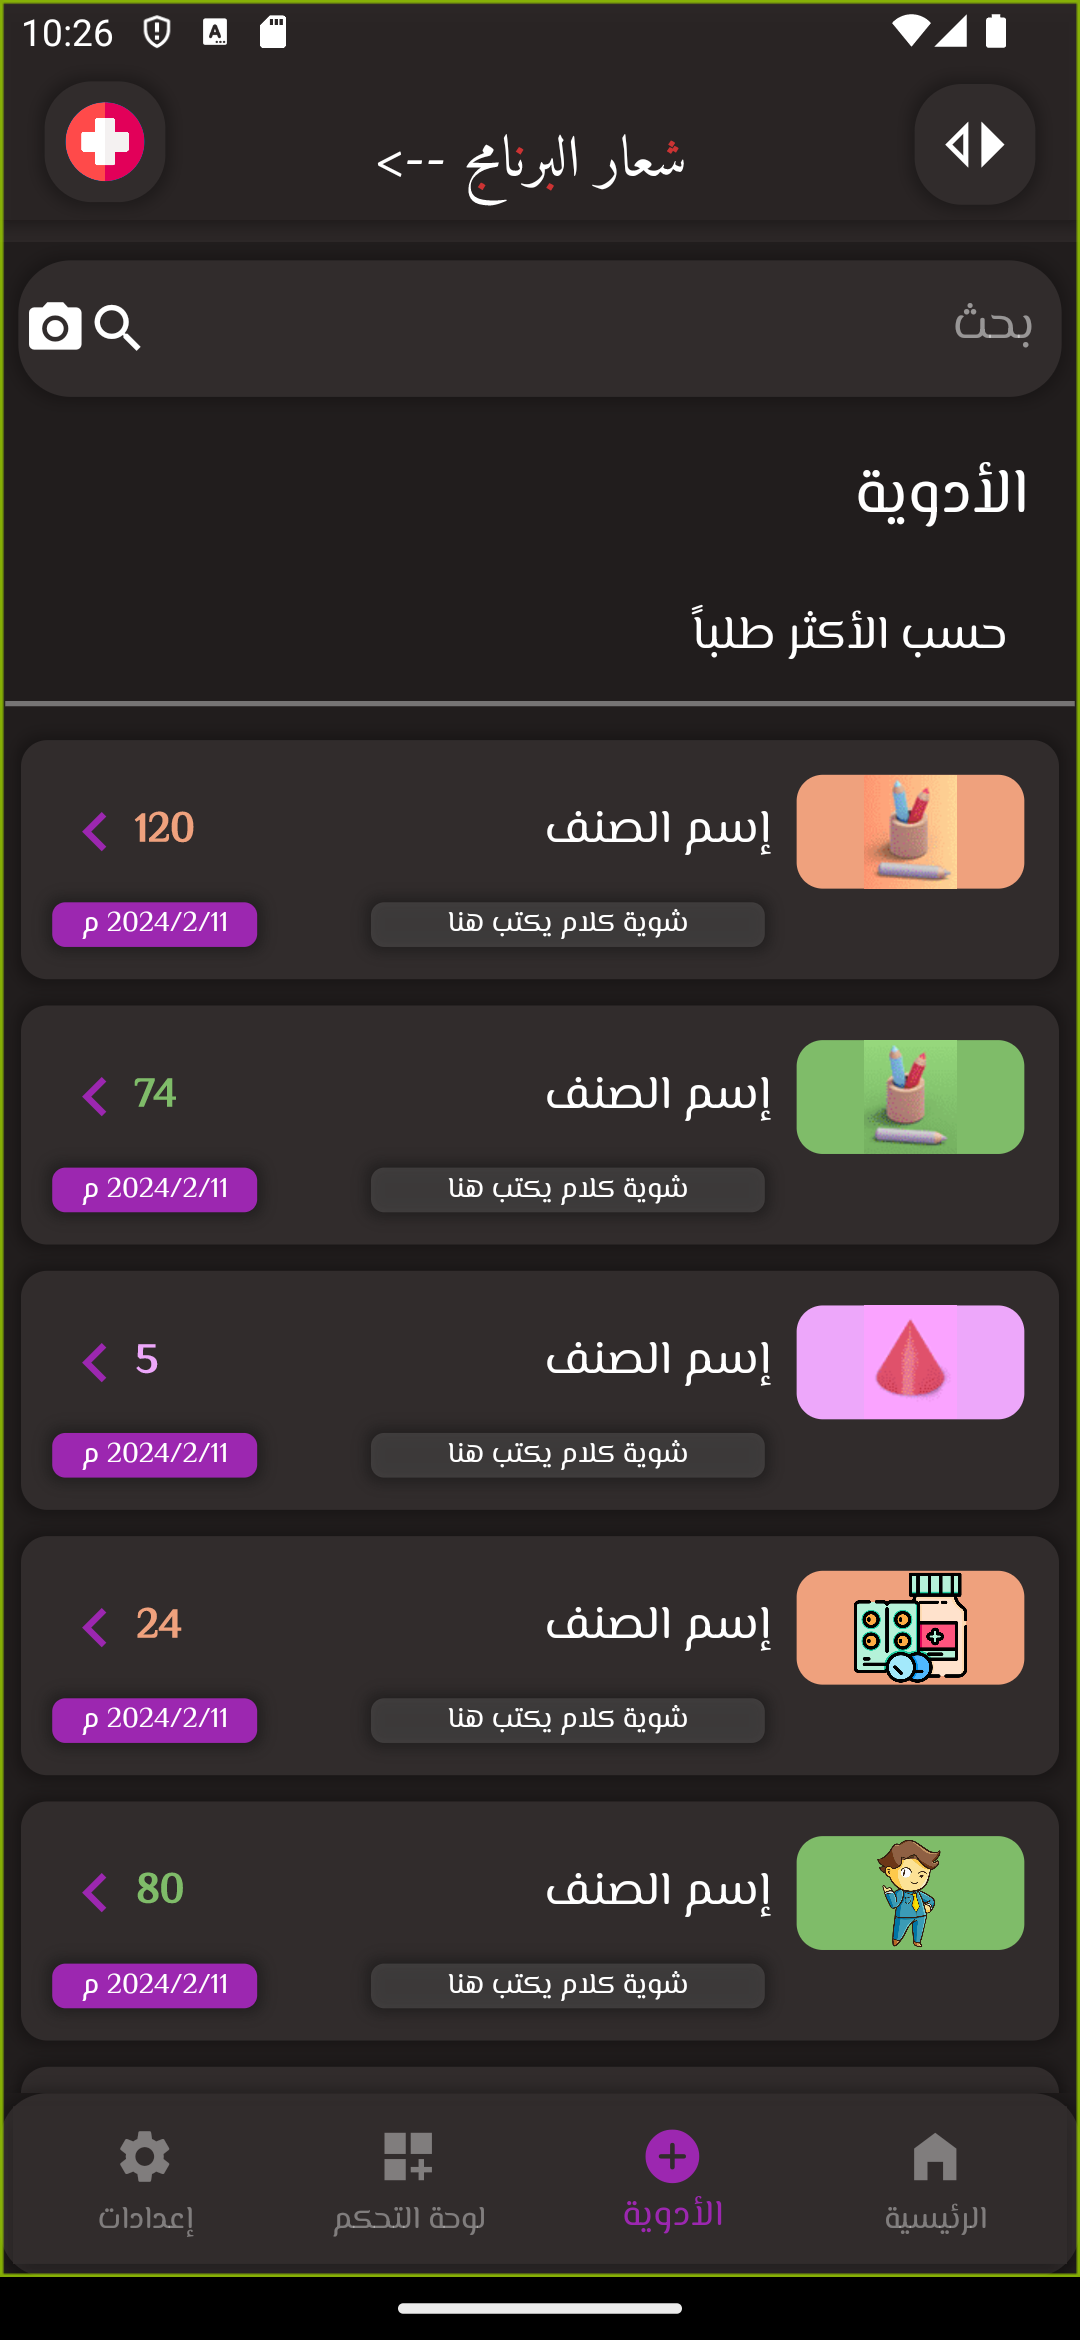 10:26
شعار البرنامج -->
بحث
الأدوية
حسب الأكثر طلباً
إسم الصنف 120
شوية كلام يكتب هنا 2024/2/11 م
إسم الصنف 74
شوية كلام يكتب هنا 2024/2/11 م
إسم الصنف 5
شوية كلام يكتب هنا 2024/2/11 م
إسم الصنف 24
شوية كلام يكتب هنا 2024/2/11 م
إسم الصنف 80
شوية كلام يكتب هنا 2024/2/11 م
الرئيسية الأدوية لوحة التحكم إعدادات